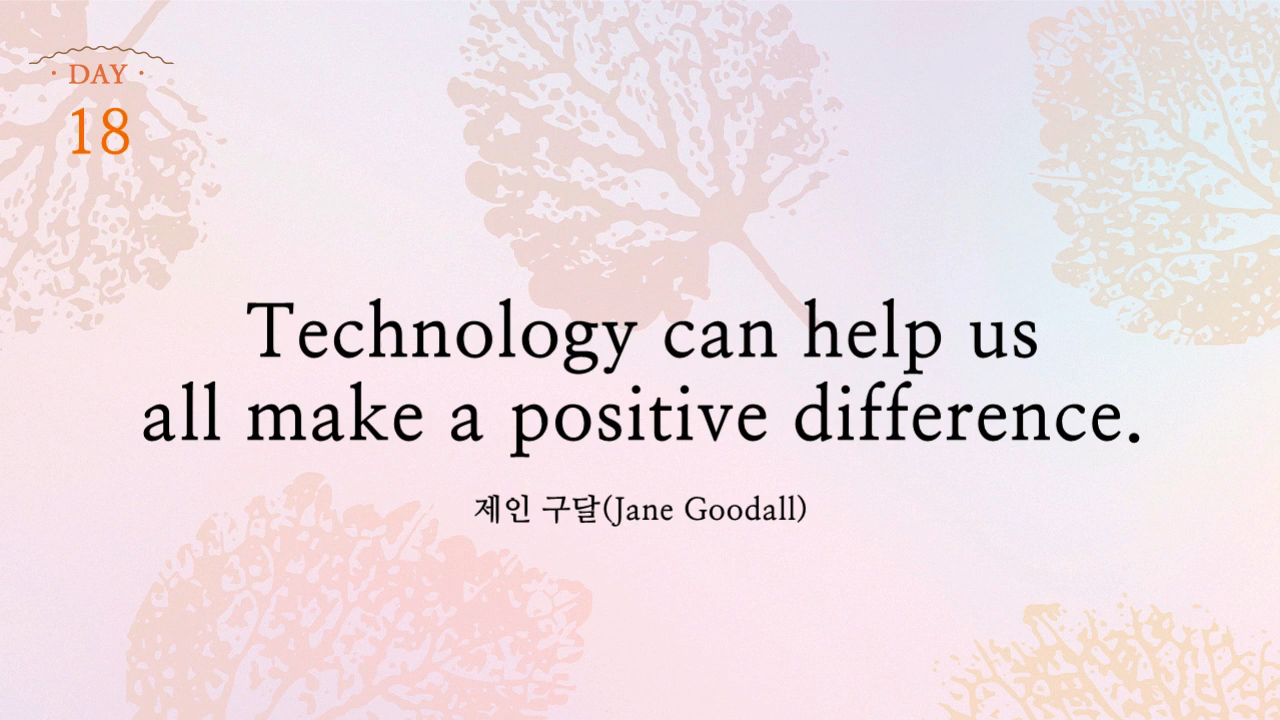 · DAY ·
18
Technology can help us
all make a positive difference.
제인 구달(Jane Goodall)